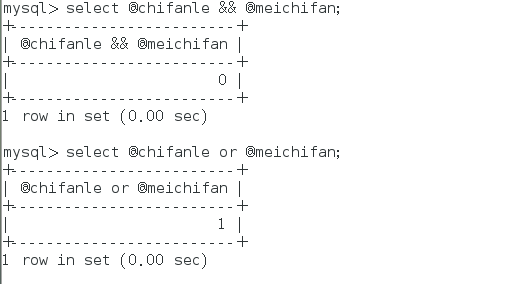 mysql> select @chifanle && @meichifan;
+------------------------+
| @chifanle && @meichifan |
+------------------------+
|                       0 |
+------------------------+
1 row in set (0.00 sec)

mysql> select @chifanle or @meichifan;
+------------------------+
| @chifanle or @meichifan |
+------------------------+
|                       1 |
+------------------------+
1 row in set (0.00 sec)